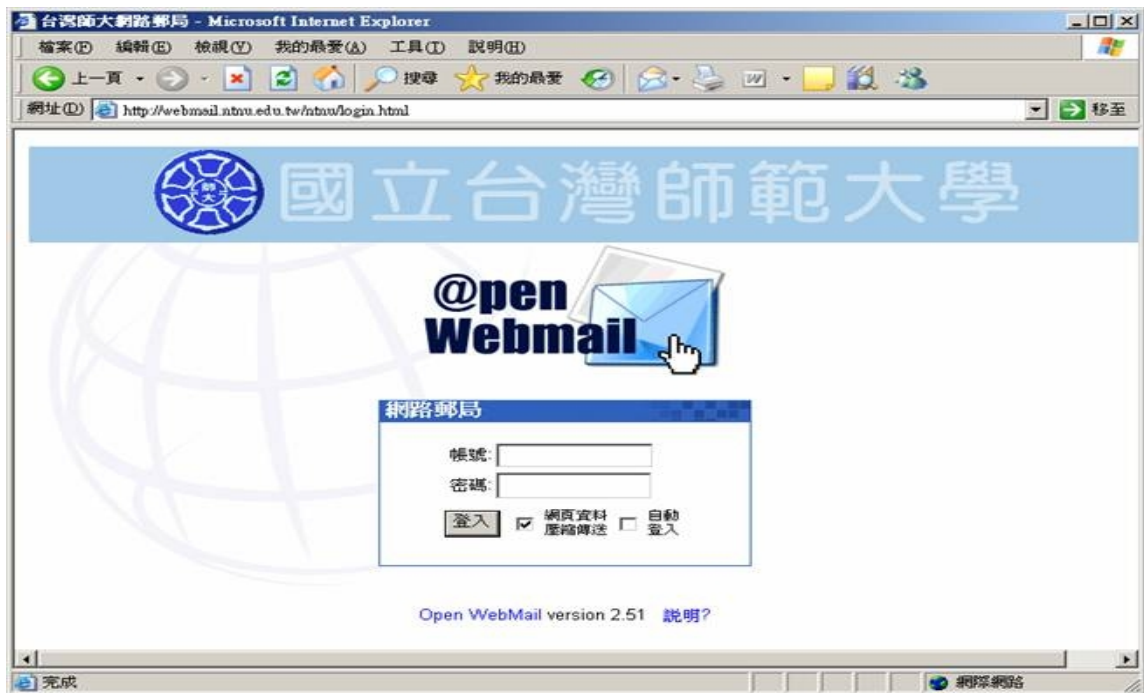 台灣師大網路郵局 - Microsoft Internet Explorer
檔案(F) 編輯(E) 檢視(V) 我的最愛(A) 工具(T) 說明(H)
上一頁 搜尋 我的最愛
網址(D) http://webmail.ntnu.edu.tw/ntnu/login.html 移至
師大
國立台灣師範大學
@pen
Webmail
網路郵局
帳號:
密碼:
登入 網頁資料壓縮傳送 自動登入
Open WebMail version 2.51 說明?
完成 網際網路